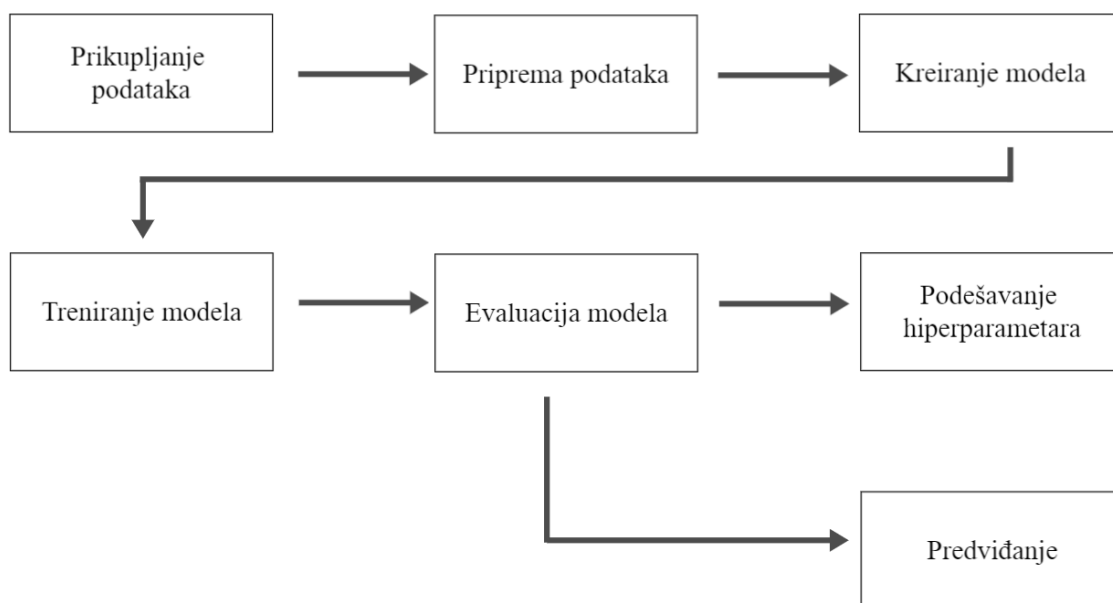 Prikupljanje
podataka
Priprema podataka
Kreiranje modela
Treniranje modela
Evaluacija modela
Podešavanje
hiperparametara
Predviđanje